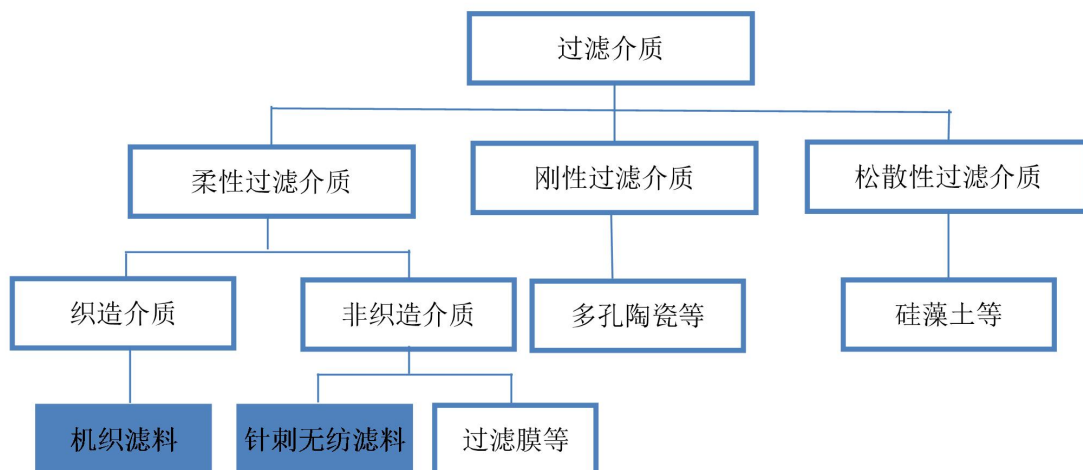 过滤介质
柔性过滤介质
刚性过滤介质
松散性过滤介质
织造介质
非织造介质
多孔陶瓷等
硅藻土等
机织滤料
针刺无纺滤料
过滤膜等